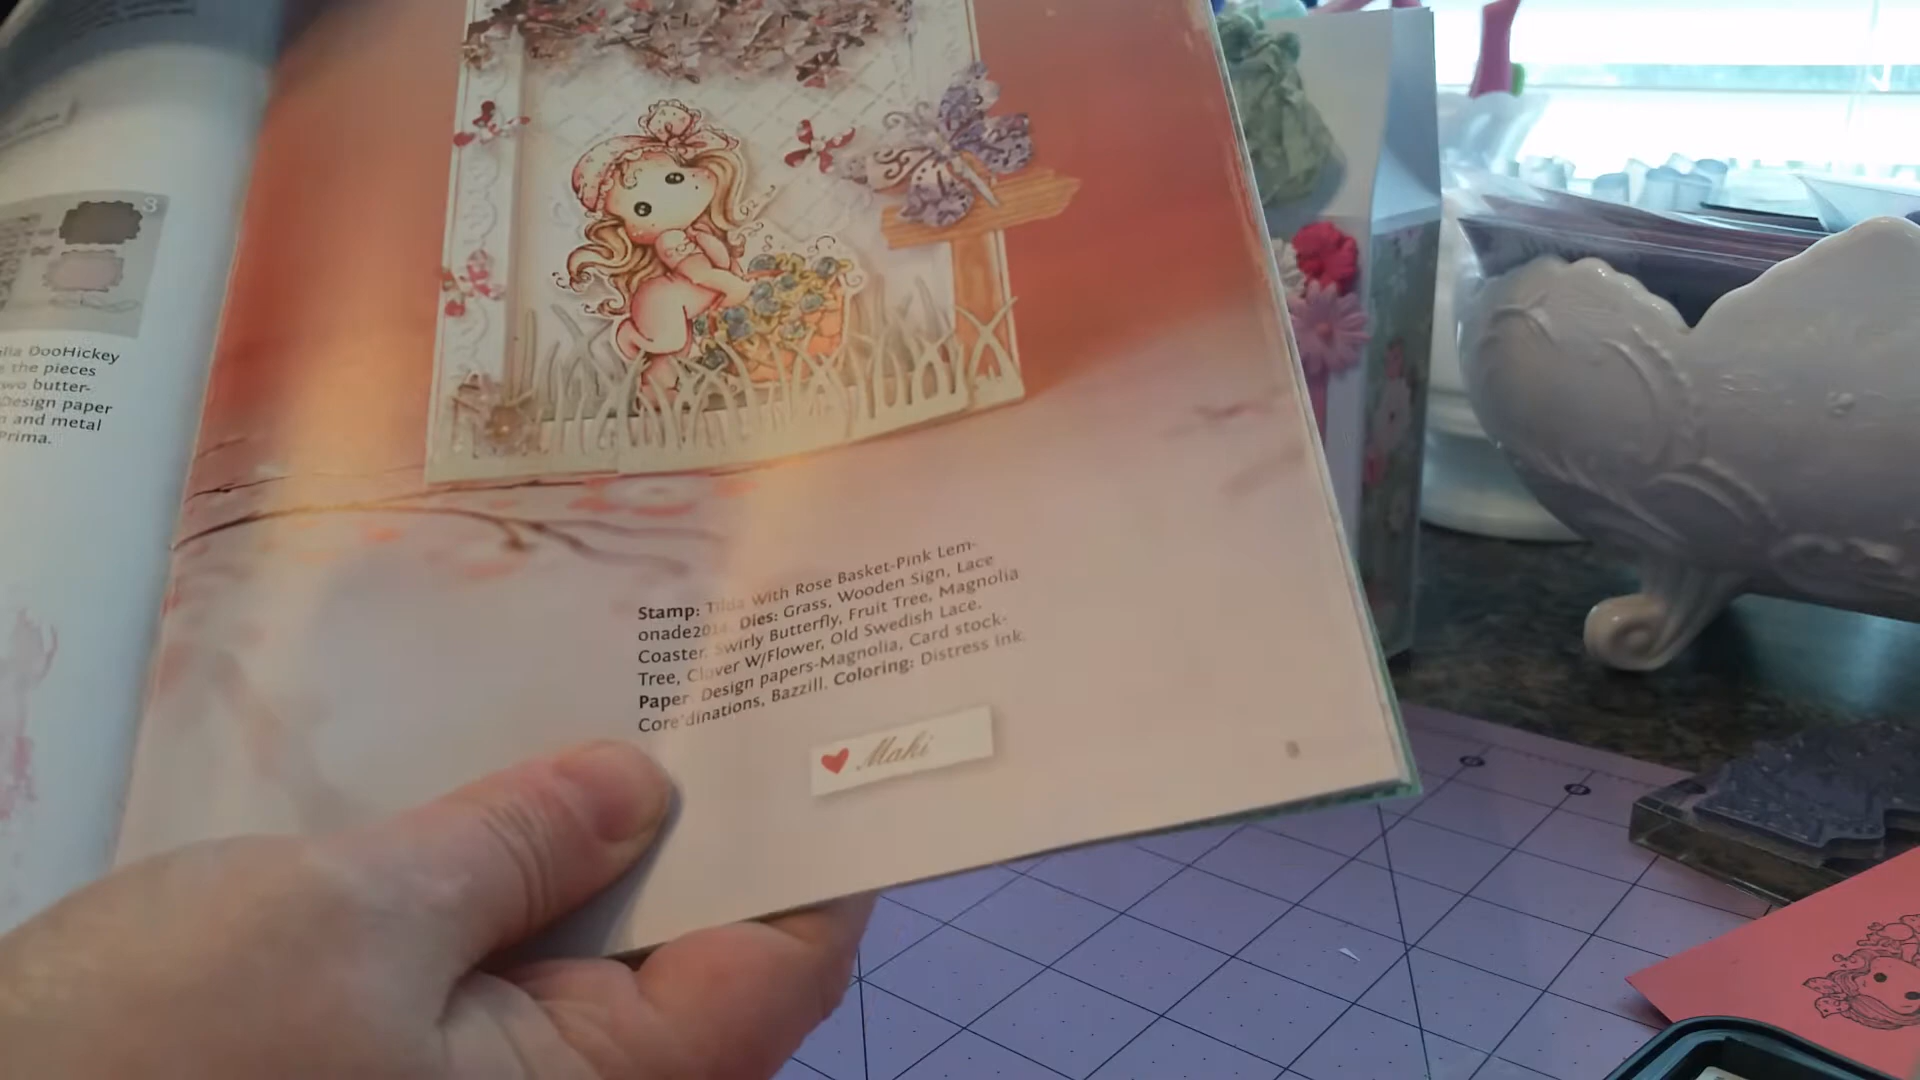 3
DooHickey
the pieces
two butter-
Design paper
and metal
Prima.
Stamp: Tilda With Rose Basket-Pink Lem-
onade2014. Dies: Grass, Wooden Sign, Lace
Coaster, Swirly Butterfly, Fruit Tree, Magnolia
Tree, Clover W/Flower, Old Swedish Lace.
Paper: Design papers-Magnolia, Card stock-
Core'dinations, Bazzill. Coloring: Distress Ink.
Maki